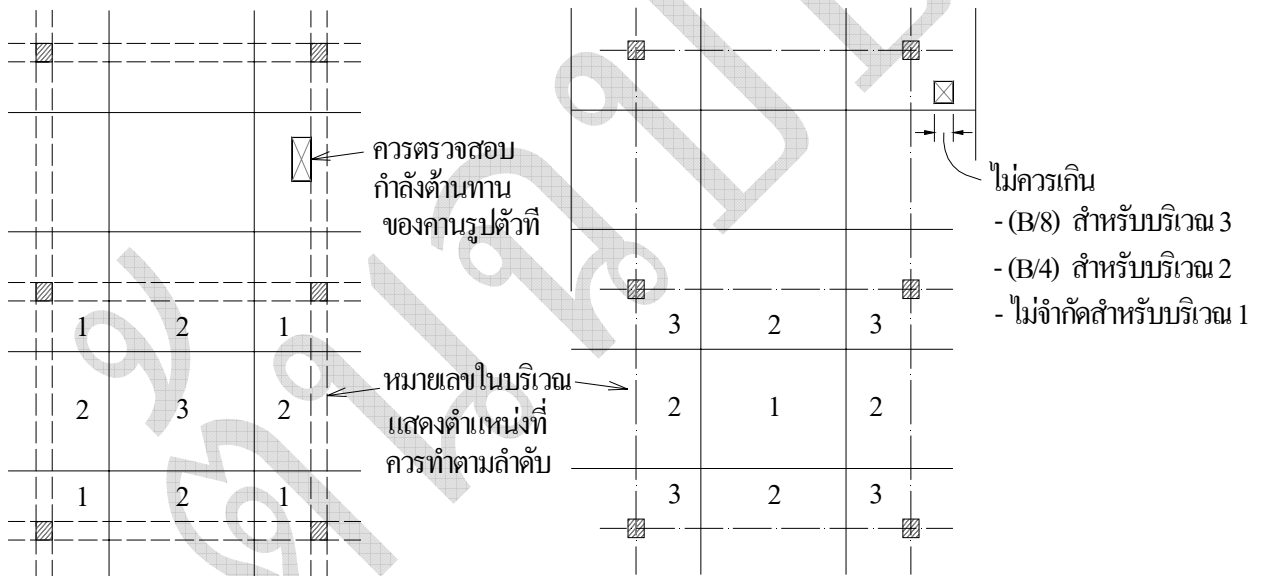 ควรตรวจสอบ
กำลังต้านทาน
ของคานรูปตัวที
1 2 1
2 3 2
1 2 1
หมายเลขในบริเวณ
แสดงตำแหน่งที่
ควรทำตามลำดับ
3 2 3
2 1 2
3 2 3
ไม่ควรเกิน
- (B/8) สำหรับบริเวณ 3
- (B/4) สำหรับบริเวณ 2
- ไม่จำกัดสำหรับบริเวณ 1